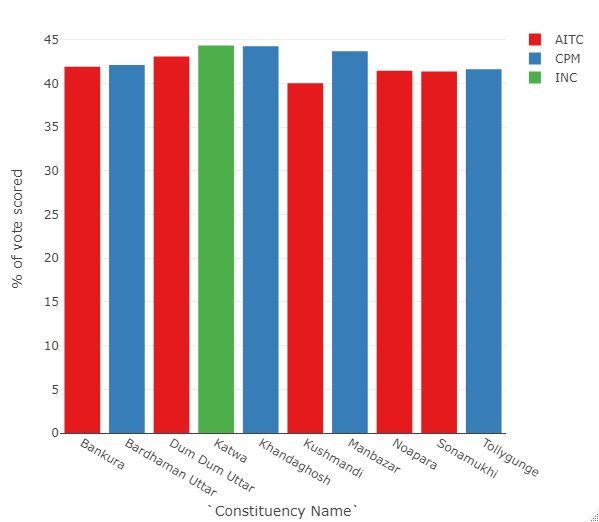 45
40
35
30
25
20
15
10
5
0
% of vote scored
Bankura
Bardhaman Uttar
Dum Dum Uttar
Katwa
Khandaghosh
Kushmandi
Manbazar
Noapara
Sonamukhi
Tollygunge
`Constituency Name`
AITC
CPM
INC